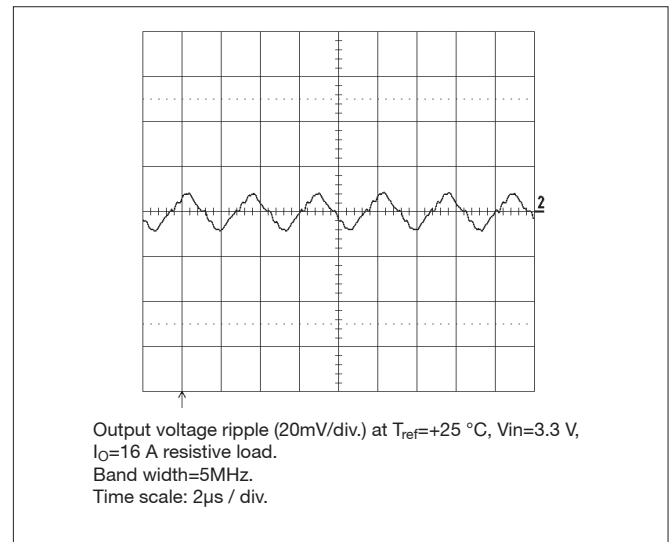 2
Output voltage ripple (20mV/div.) at Tref=+25 °C, Vin=3.3 V,
IO=16 A resistive load.
Band width=5MHz.
Time scale: 2µs / div.